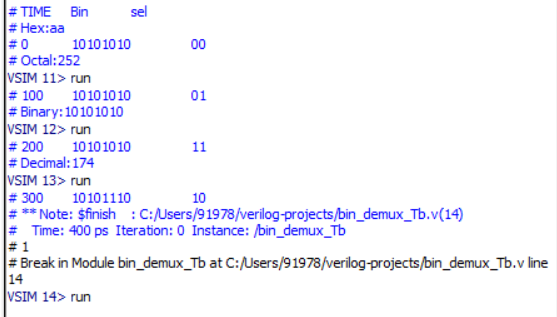 # TIME Bin sel
# Hex:aa
# 0 10101010 00
# Octal:252
VSIM 11> run
# 100 10101010 01
# Binary:10101010
VSIM 12> run
# 200 10101010 11
# Decimal:174
VSIM 13> run
# 300 10101110 10
# ** Note: $finish : C:/Users/91978/verilog-projects/bin_demux_Tb.v(14)
# Time: 400 ps Iteration: 0 Instance: /bin_demux_Tb
# 1
# Break in Module bin_demux_Tb at C:/Users/91978/verilog-projects/bin_demux_Tb.v line
14
VSIM 14> run